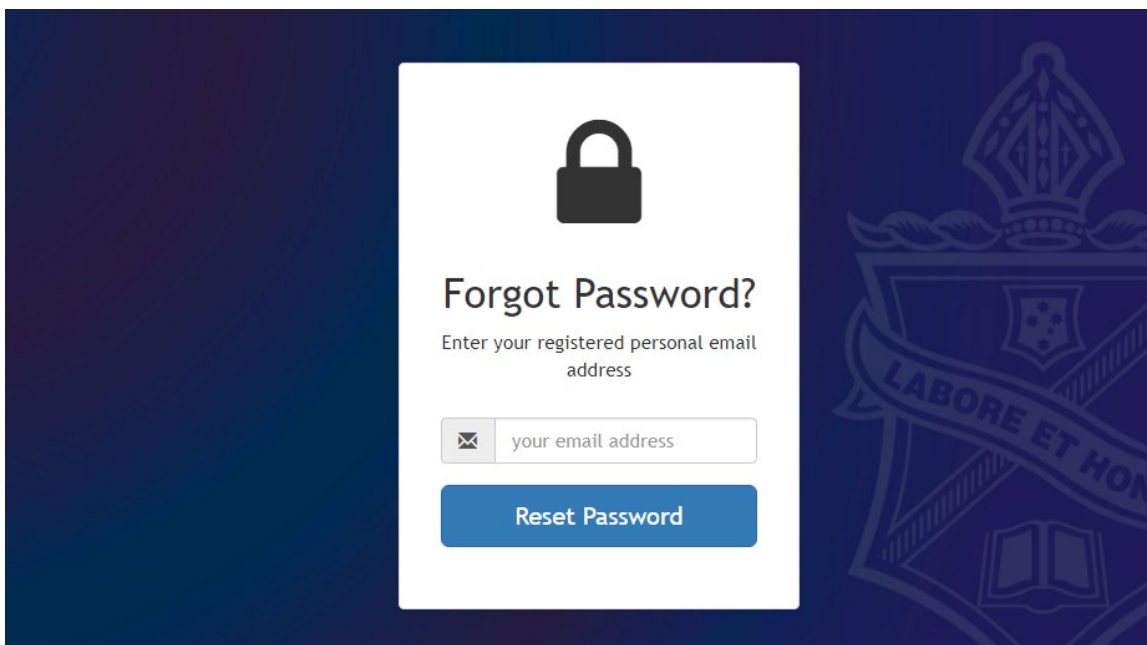 Forgot Password?
Enter your registered personal email
address
your email address
Reset Password
LABORE ET HON